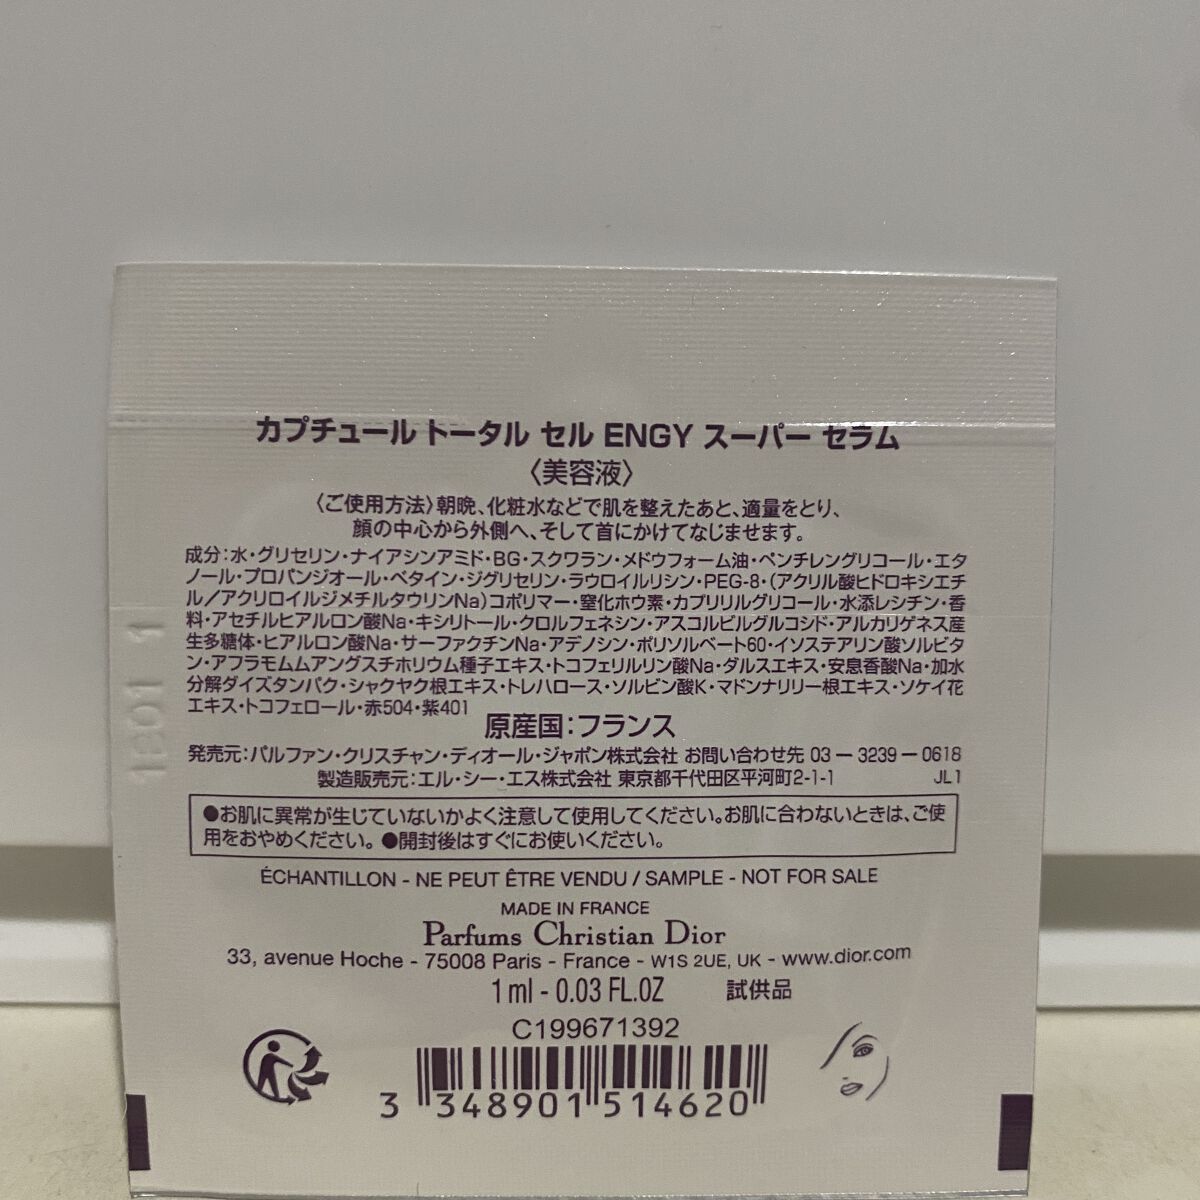 カプチュール トータル セル ENGY スーパー セラム
〈美容液〉
〈ご使用方法〉朝晩、化粧水などで肌を整えたあと、適量をとり、
顔の中心から外側へ、そして首にかけてなじませます。
成分：水・グリセリン・ナイアシンアミド・BG・スクワラン・メドウフォーム油・ペンチレングリコール・エタ
ノール・プロパンジオール・ベタイン・ジグリセリン・ラウロイルリシン・PEG-8・（アクリル酸ヒドロキシエチ
ル／アクリロイルジメチルタウリンNa）コポリマー・窒化ホウ素・カプリリルグリコール・水添レシチン・香
料・アセチルヒアルロン酸Na・キシリトール・クロルフェネシン・アスコルビルグルコシド・アルカリゲネス産
生多糖体・ヒアルロン酸Na・サーファクチンNa・アデノシン・ポリソルベート60・イソステアリン酸ソルビタ
ン・アフラモムムアングスチホリウム種子エキス・トコフェリルリン酸Na・ダルスエキス・安息香酸Na・加水
分解ダイズタンパク・シャクヤク根エキス・トレハロース・ソルビン酸K・マドンナリリー根エキス・ソケイ花
エキス・トコフェロール・赤504・紫401
原産国：フランス
発売元：パルファン・クリスチャン・ディオール・ジャポン株式会社 お問い合わせ先 03－3239－0618
製造販売元：エル・シー・エス株式会社 東京都千代田区平河町2-1-1 JL1
●お肌に異常が生じていないかよく注意して使用してください。お肌に合わないときは、ご使
用をおやめください。●開封後はすぐにお使いください。
ÉCHANTILLON - NE PEUT ÊTRE VENDU / SAMPLE - NOT FOR SALE
MADE IN FRANCE
Parfums Christian Dior
33, avenue Hoche - 75008 Paris - France - W1S 2UE, UK - www.dior.com
1 ml - 0.03 FL.OZ 試供品
C199671392
3 348901 514620